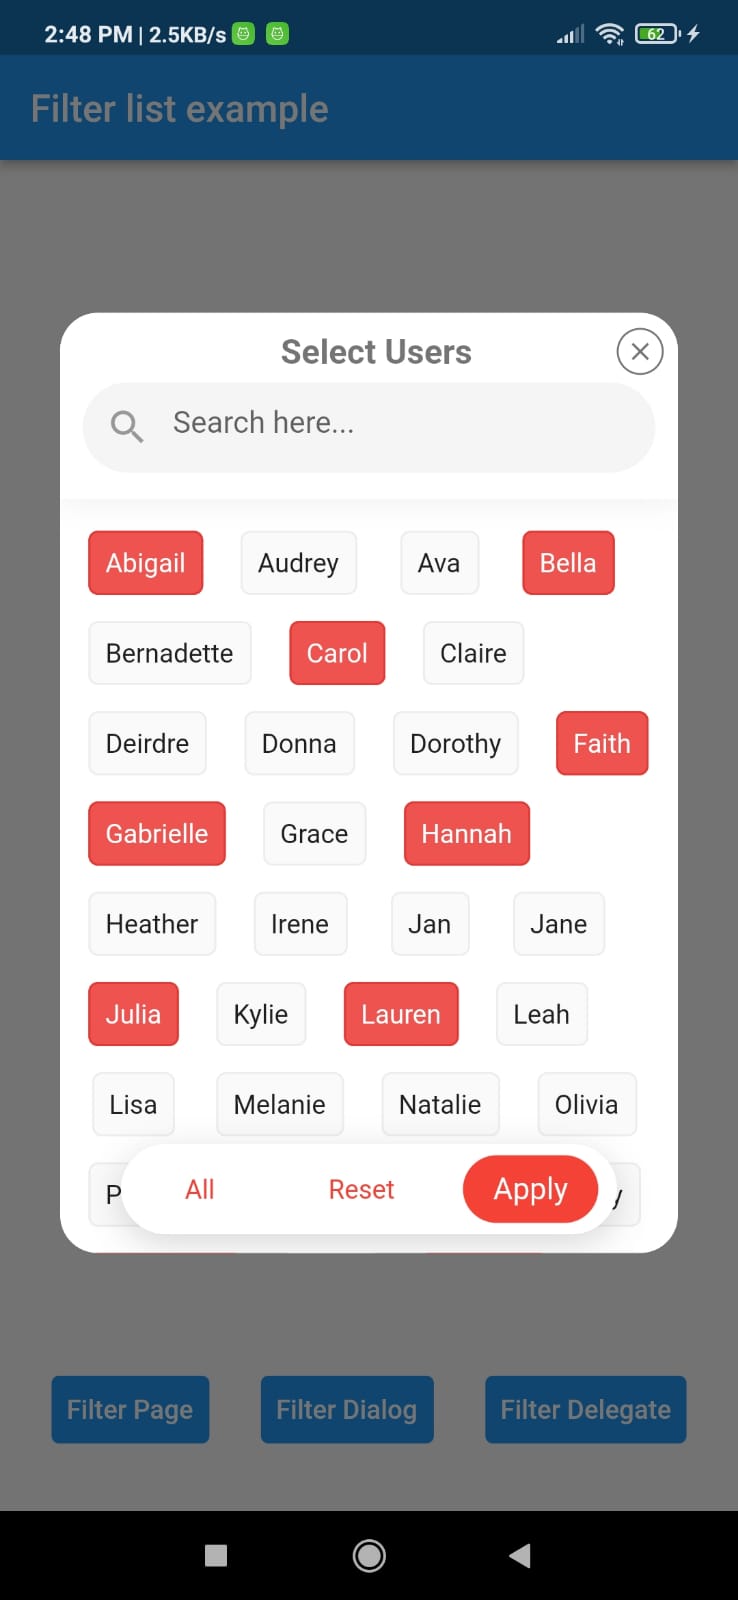 2:48 PM | 2.5KB/s 62
Filter list example
Select Users
Search here...
Abigail Audrey Ava Bella
Bernadette Carol Claire
Deirdre Donna Dorothy Faith
Gabrielle Grace Hannah
Heather Irene Jan Jane
Julia Kylie Lauren Leah
Lisa Melanie Natalie Olivia
All Reset Apply
Filter Page Filter Dialog Filter Delegate